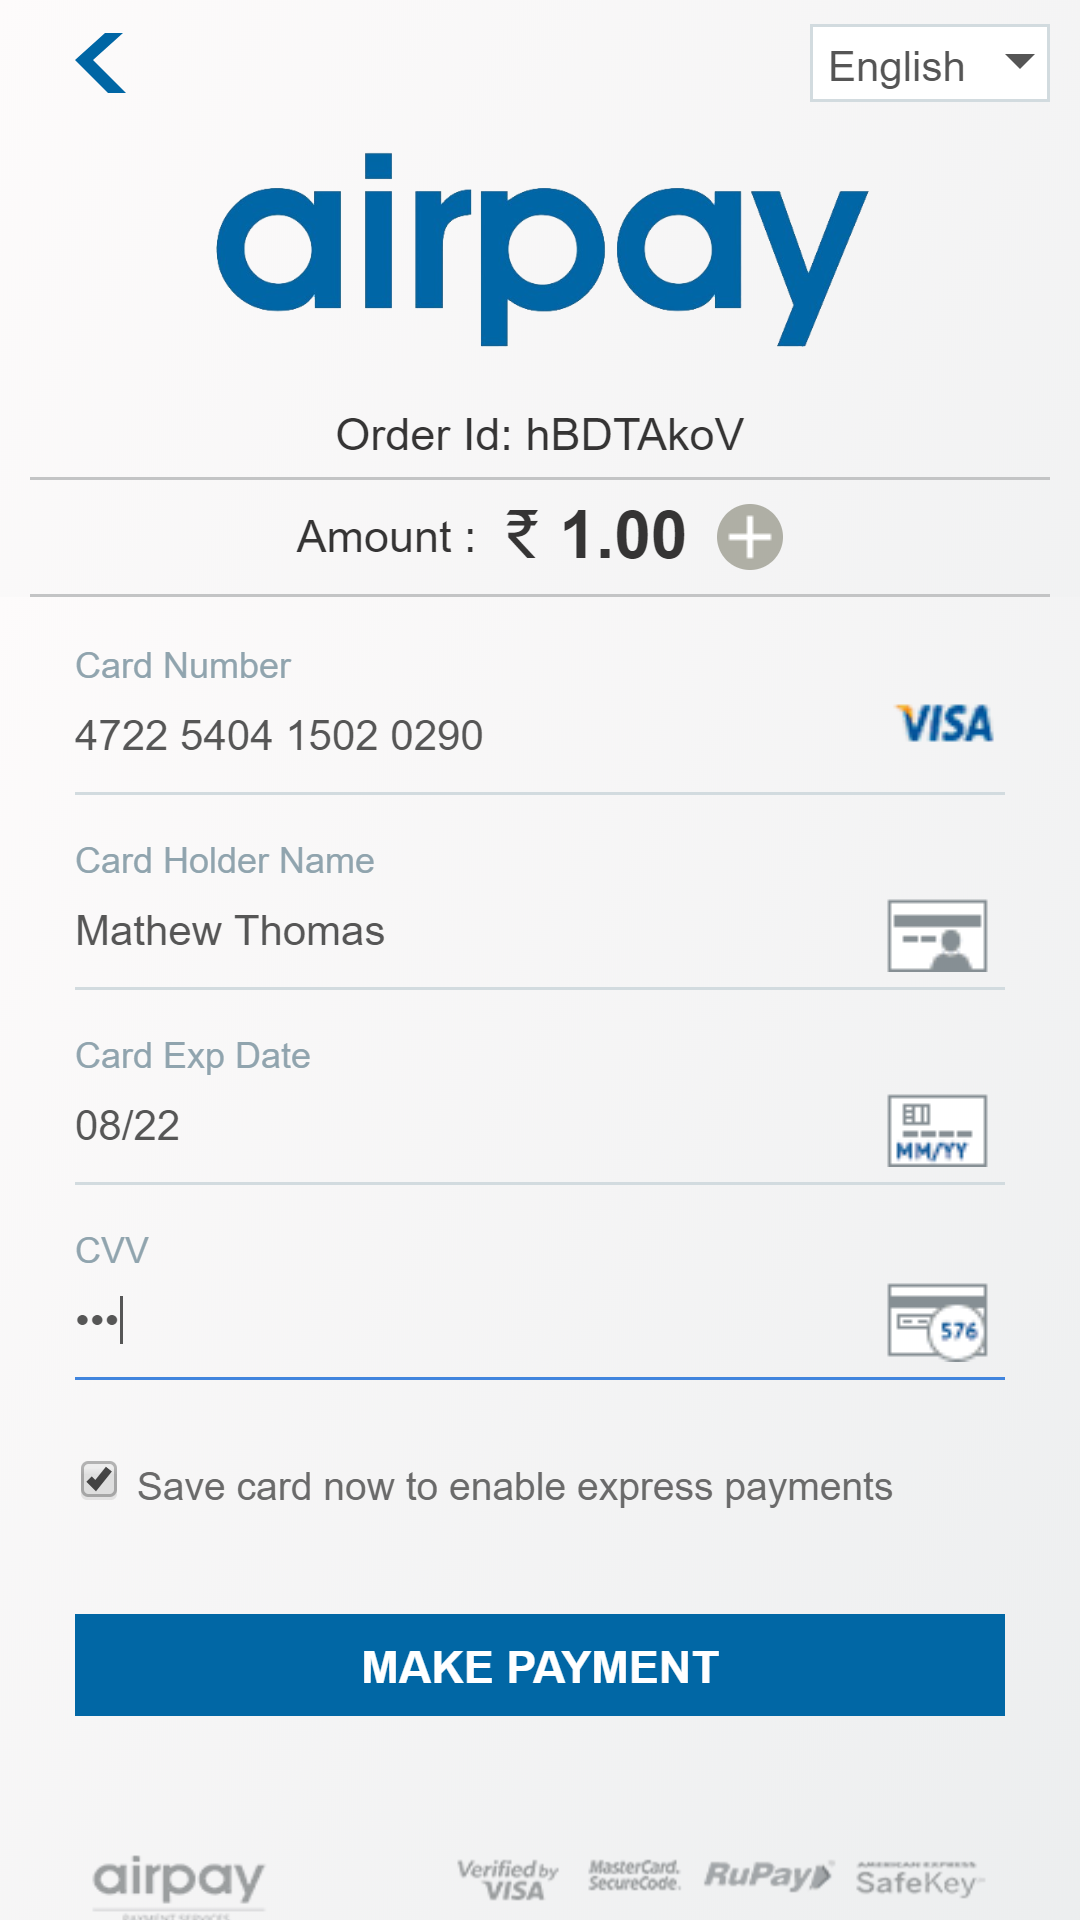 English
airpay
Order Id: hBDTAkoV
Amount : ₹ 1.00
Card Number
4722 5404 1502 0290
VISA
Card Holder Name
Mathew Thomas
Card Exp Date
08/22
MM/YY
CVV
•••
576
Save card now to enable express payments
MAKE PAYMENT
airpay
PAYMENT SERVICES
Verified by
VISA
MasterCard.
SecureCode.
RuPay
AMERICAN EXPRESS
SafeKey